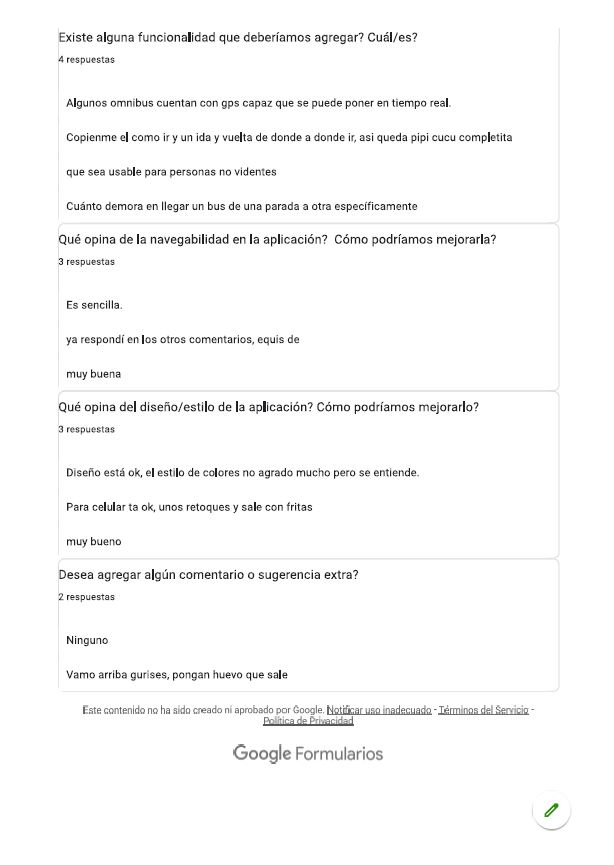 Existe alguna funcionalidad que deberíamos agregar? Cuál/es?
4 respuestas
Algunos omnibus cuentan con gps capaz que se puede poner en tiempo real.
Copienme el como ir y un ida y vuelta de donde a donde ir, asi queda pipi cucu completita
que sea usable para personas no videntes
Cuánto demora en llegar un bus de una parada a otra específicamente
Qué opina de la navegabilidad en la aplicación?  Cómo podríamos mejorarla?
3 respuestas
Es sencilla.
ya respondí en los otros comentarios, equis de
muy buena
Qué opina del diseño/estilo de la aplicación? Cómo podríamos mejorarlo?
3 respuestas
Diseño está ok, el estilo de colores no agrado mucho pero se entiende.
Para celular ta ok, unos retoques y sale con fritas
muy bueno
Desea agregar algún comentario o sugerencia extra?
2 respuestas
Ninguno
Vamo arriba gurises, pongan huevo que sale
Este contenido no ha sido creado ni aprobado por Google. Notificar uso inadecuado - Términos del Servicio -
Política de Privacidad
Google Formularios